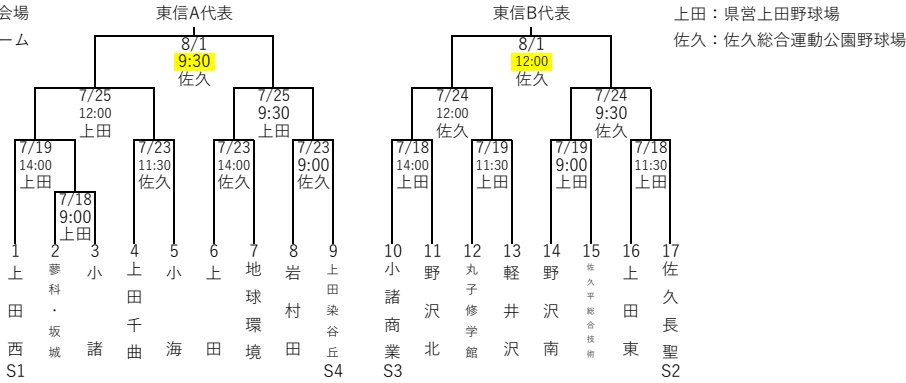 会場
東信A代表
東信B代表
上田：県営上田野球場
ーム
佐久：佐久総合運動公園野球場
8/1
9:30
佐久
8/1
12:00
佐久
7/25
12:00
上田
7/25
9:30
上田
7/24
12:00
佐久
7/24
9:30
佐久
7/19
14:00
上田
7/23
11:30
佐久
7/23
14:00
佐久
7/23
9:00
佐久
7/18
14:00
上田
7/19
11:30
上田
7/19
9:00
上田
7/18
11:30
上田
7/18
9:00
上田
1
上田西
S1
2
蓼科・坂城
3
小諸
4
上田千曲
5
小海
6
上田
7
地球環境
8
岩村田
9
上田染谷丘
S4
10
小諸商業
S3
11
野沢北
12
丸子修学館
13
軽井沢
14
野沢南
15
佐久平総合技術
16
上田東
17
佐久長聖
S2